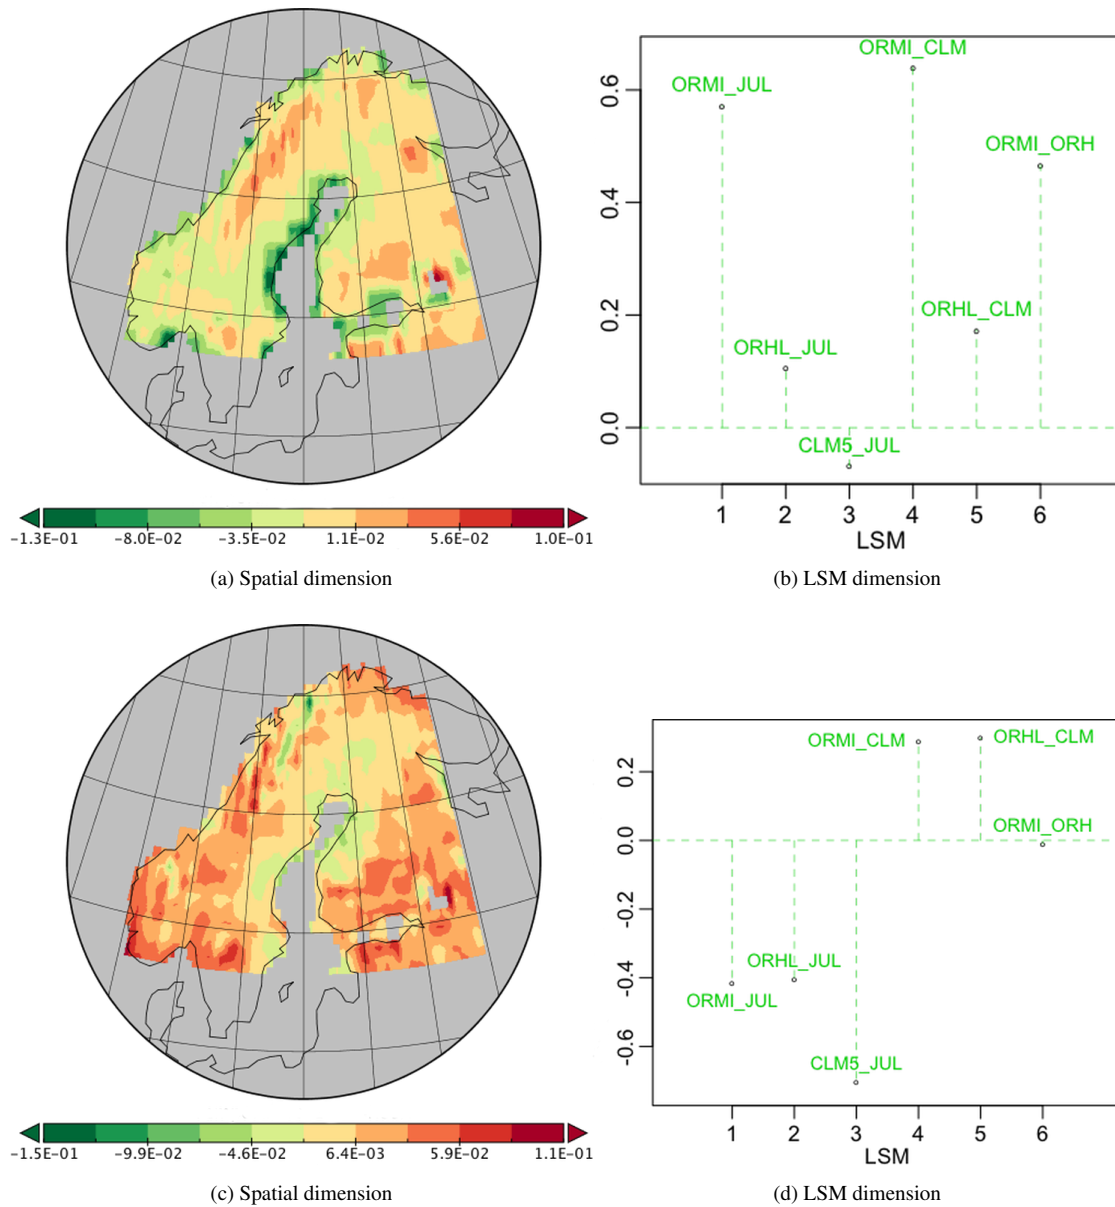 ORMI_CLM
ORMI_JUL
ORMI_ORH
ORHL_CLM
ORHL_JUL
CLM5_JUL
0.6
0.4
0.2
0.0
1 2 3 4 5 6
LSM
-1.3E-01 -8.0E-02 -3.5E-02 1.1E-02 5.6E-02 1.0E-01
(a) Spatial dimension
(b) LSM dimension
ORMI_CLM
ORHL_CLM
ORMI_ORH
ORHL_JUL
ORMI_JUL
CLM5_JUL
0.2
0.0
-0.2
-0.4
-0.6
1 2 3 4 5 6
LSM
-1.5E-01 -9.9E-02 -4.6E-02 6.4E-03 5.9E-02 1.1E-01
(c) Spatial dimension
(d) LSM dimension